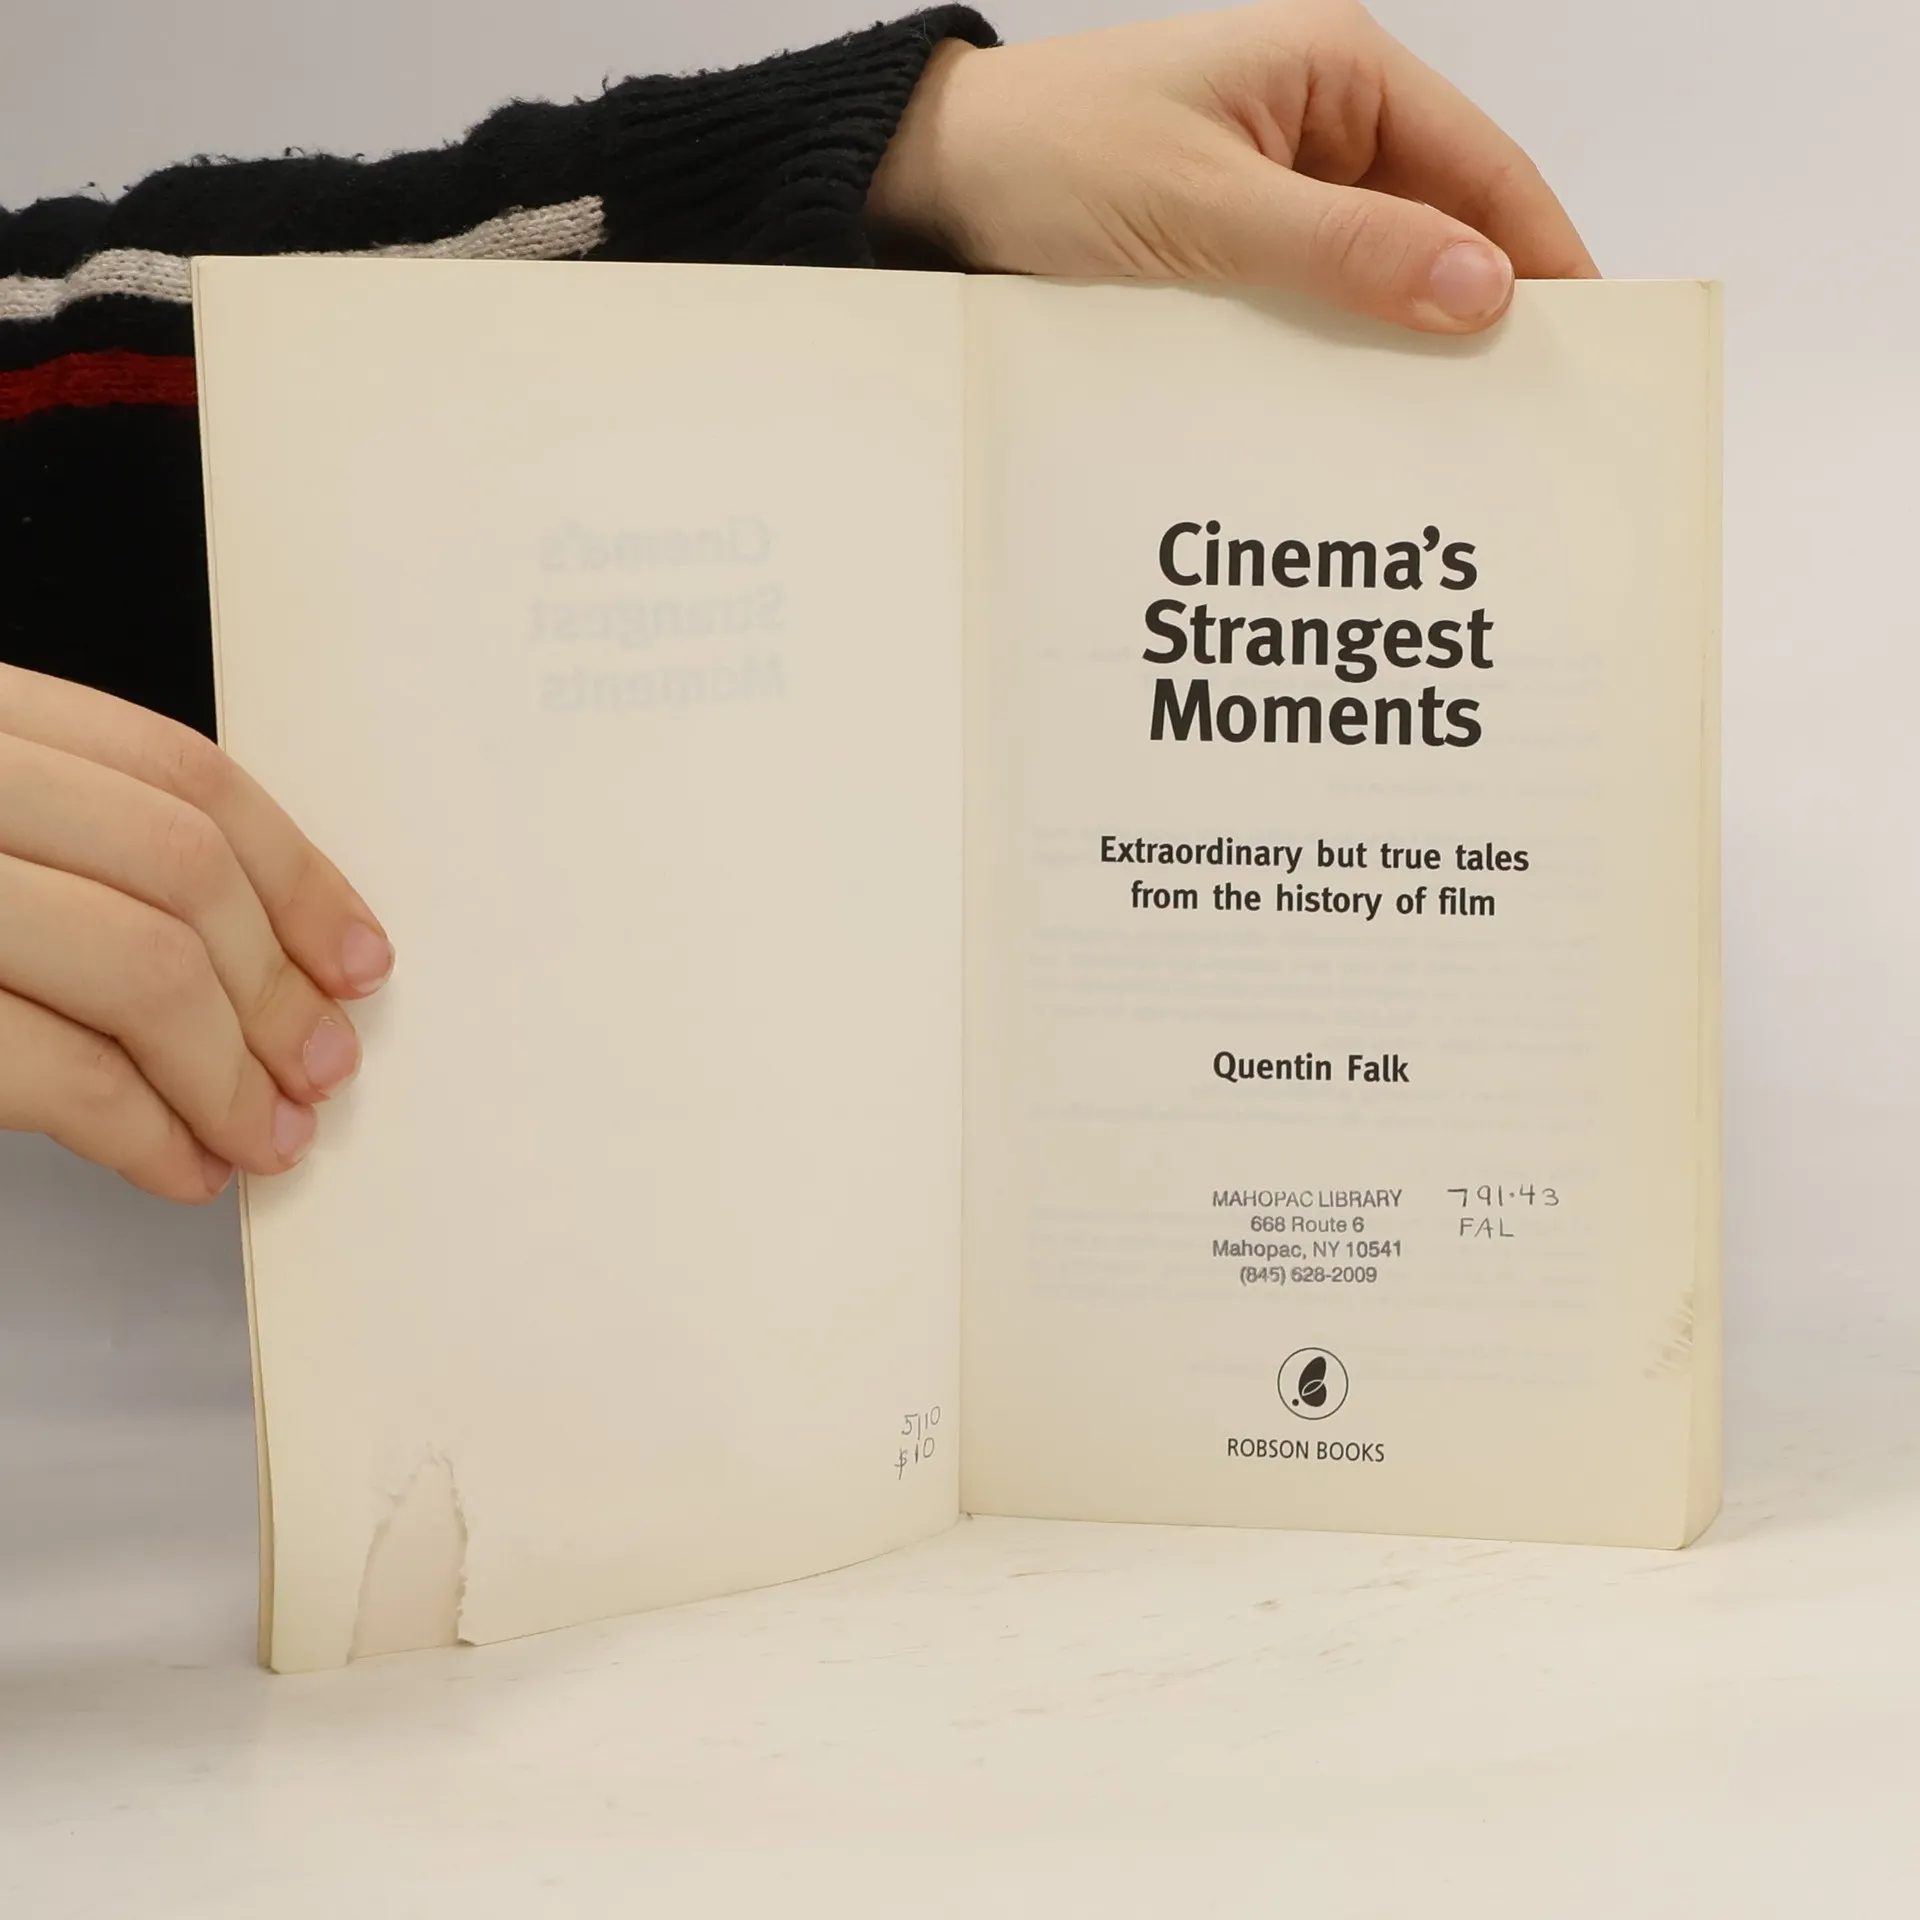 5/10
$10
Cinema's
Strangest
Moments
Extraordinary but true tales
from the history of film
Quentin Falk
MAHOPAC LIBRARY
668 Route 6
Mahopac, NY 10541
(845) 628-2009
791.43
FAL
ROBSON BOOKS